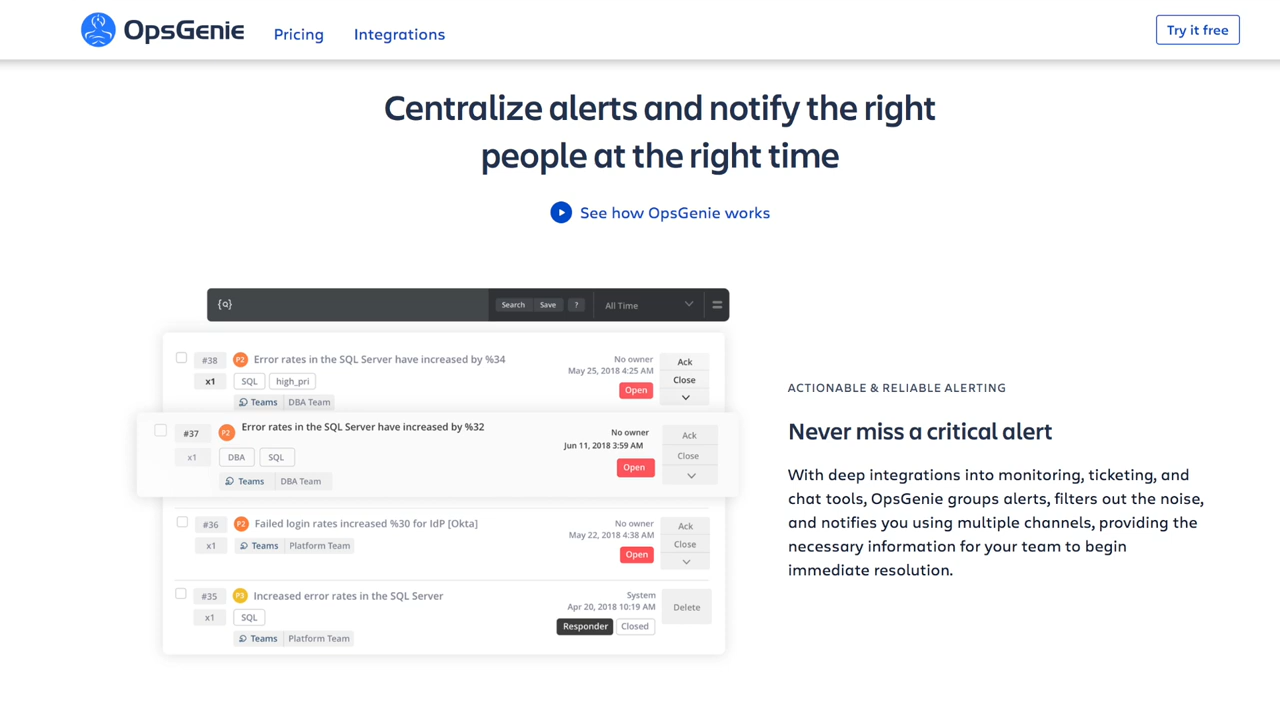 OpsGenie Pricing Integrations Try it free
Centralize alerts and notify the right
people at the right time
See how OpsGenie works
{q} Search Save ? All Time
#38 P2 Error rates in the SQL Server have increased by %34 No owner Ack
May 25, 2018 4:25 AM
x1 SQL high_pri Open Close
Teams DBA Team
#37 P2 Error rates in the SQL Server have increased by %32 No owner Ack
Jun 11, 2018 3:59 AM
x1 DBA SQL Open Close
Teams DBA Team
#36 P2 Failed login rates increased %30 for IdP [Okta] No owner Ack
May 22, 2018 4:38 AM
x1 Teams Platform Team Open Close
#35 P3 Increased error rates in the SQL Server System Delete
Apr 20, 2018 10:19 AM
x1 SQL Responder Closed
Teams Platform Team
ACTIONABLE & RELIABLE ALERTING
Never miss a critical alert
With deep integrations into monitoring, ticketing, and
chat tools, OpsGenie groups alerts, filters out the noise,
and notifies you using multiple channels, providing the
necessary information for your team to begin
immediate resolution.